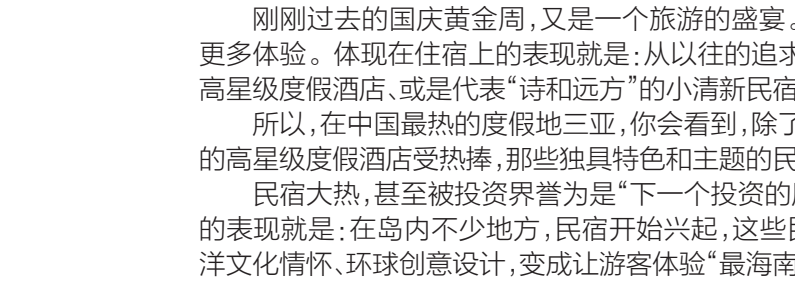 刚刚过去的国庆黄金周，又是一个旅游的盛宴。
更多体验。体现在住宿上的表现就是：从以往的追求
高星级度假酒店、或是代表“诗和远方”的小清新民宿
所以，在中国最热的度假地三亚，你会看到，除了
的高星级度假酒店受热捧，那些独具特色和主题的民
民宿大热，甚至被投资界誉为是“下一个投资的
的表现就是：在岛内不少地方，民宿开始兴起，这些
洋文化情怀、环球创意设计，变成让游客体验“最海南